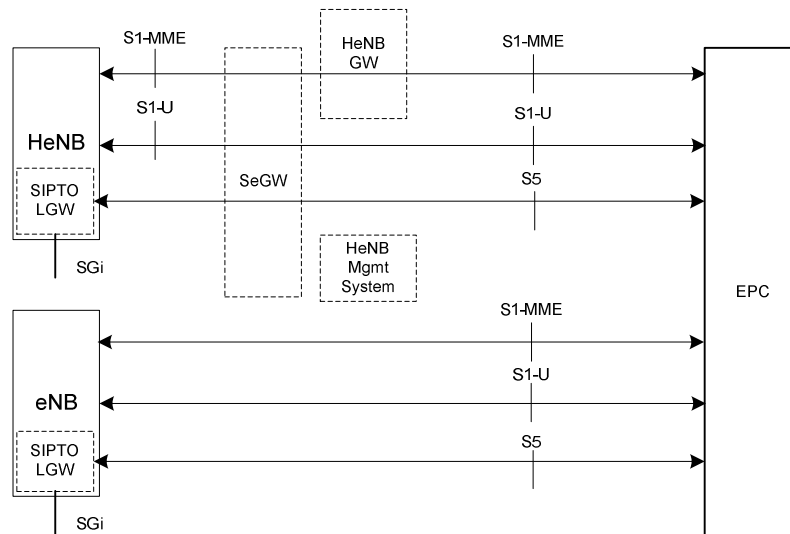 S1-MME
HeNB
GW
S1-MME
S1-U
S1-U
HeNB
SeGW
S5
SIPTO
LGW
SGi
HeNB
Mgmt
System
EPC
S1-MME
S1-U
eNB
S5
SIPTO
LGW
SGi